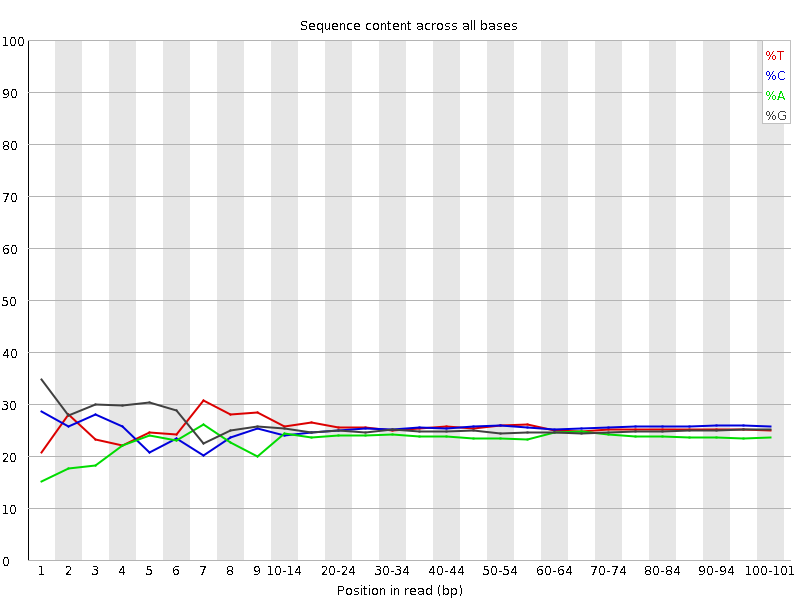 Sequence content across all bases
100
90
80
70
60
50
40
30
20
10
0
%T
%C
%A
%G
1 2 3 4 5 6 7 8 9 10-14 20-24 30-34 40-44 50-54 60-64 70-74 80-84 90-94 100-101
Position in read (bp)